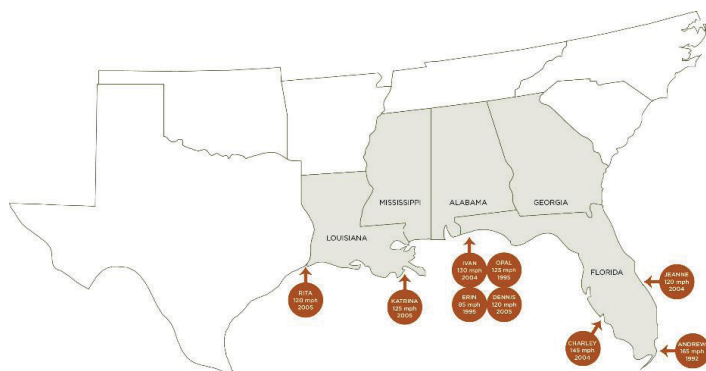 MISSISSIPPI
ALABAMA
GEORGIA
LOUISIANA
FLORIDA
RITA
120 mph
2005
KATRINA
125 mph
2005
IVAN
130 mph
2004
OPAL
125 mph
1995
ERIN
85 mph
1995
DENNIS
120 mph
2005
JEANNE
120 mph
2004
CHARLEY
145 mph
2004
ANDREW
165 mph
1992